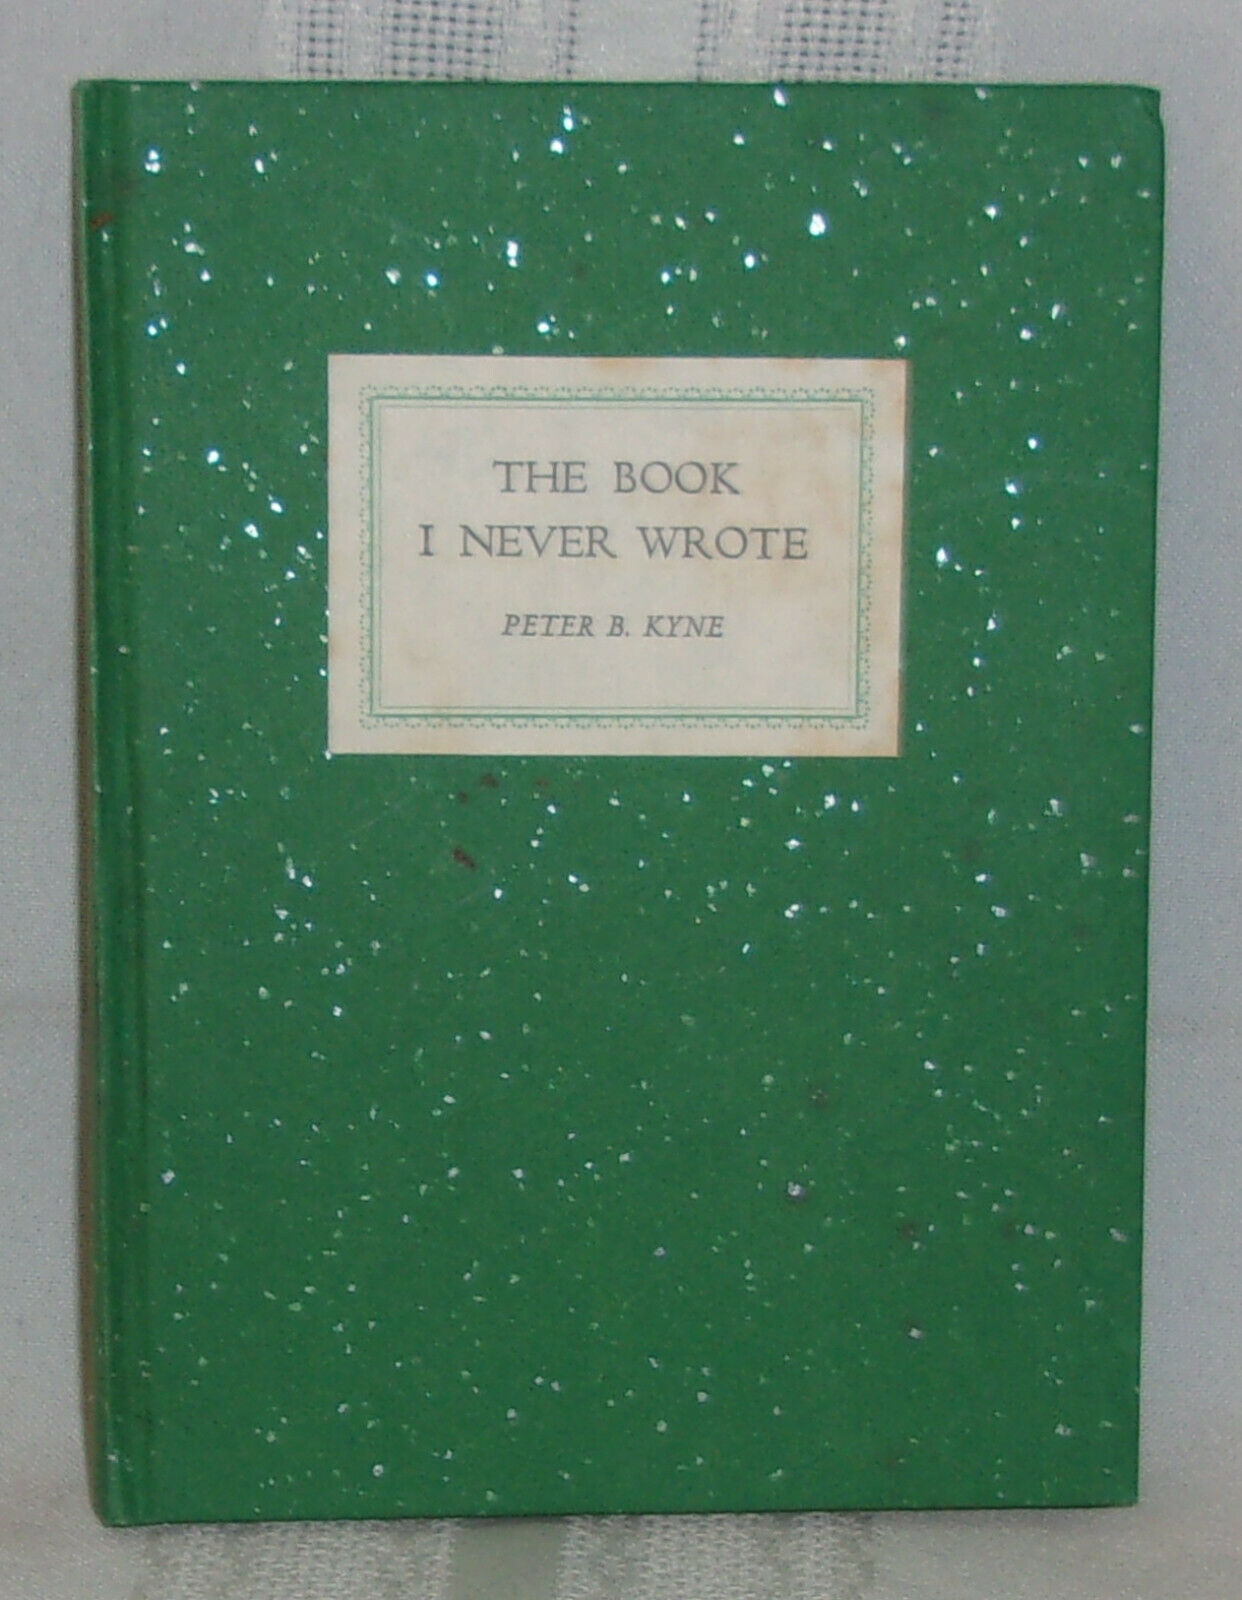 THE BOOK
I NEVER WROTE
PETER B. KYNE